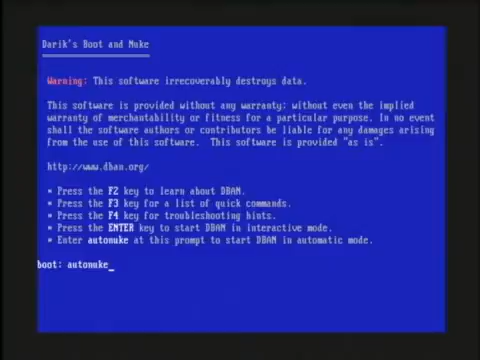 Darik's Boot and Nuke
Warning: This software irrecoverably destroys data.
This software is provided without any warranty; without even the implied
warranty of merchantability or fitness for a particular purpose. In no event
shall the software authors or contributors be liable for any damages arising
from the use of this software. This software is provided "as is".
http://www.dban.org/
* Press the F2 key to learn about DBAN.
* Press the F3 key for a list of quick commands.
* Press the F4 key for troubleshooting hints.
* Press the ENTER key to start DBAN in interactive mode.
* Enter autonuke at this prompt to start DBAN in automatic mode.
boot: autonuke_